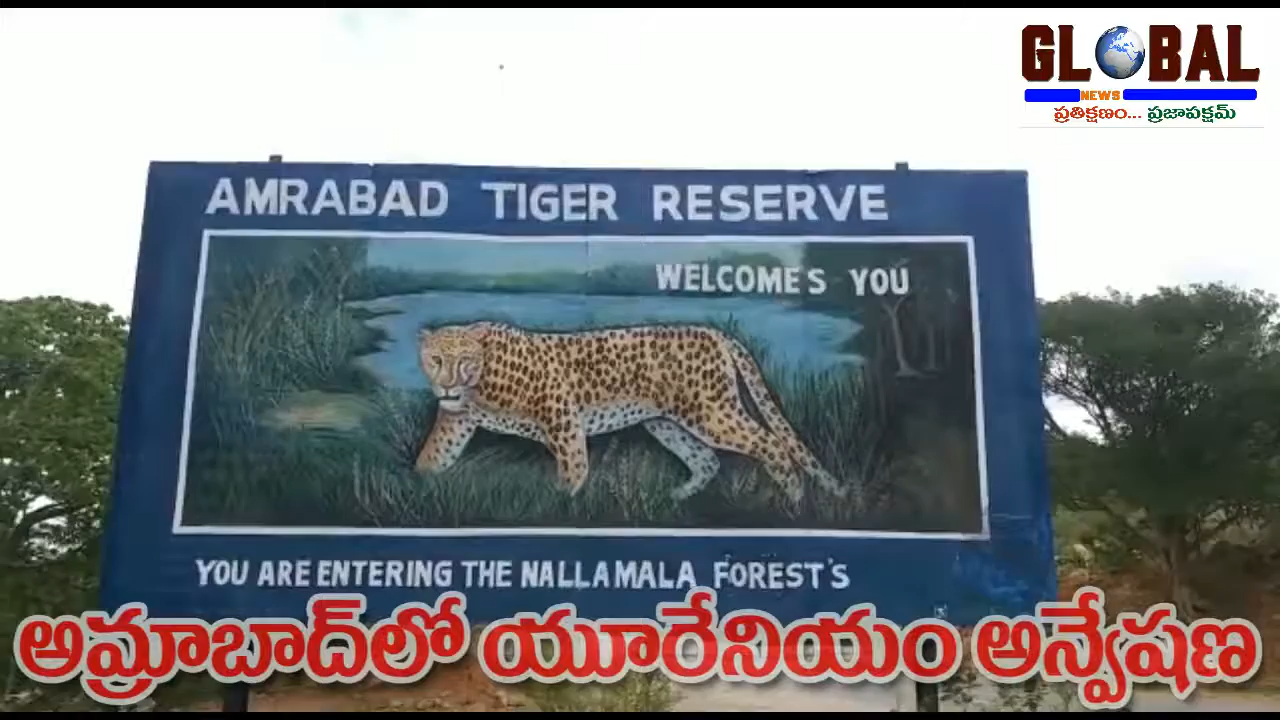 GLOBAL
NEWS
ప్రతిక్షణం... ప్రజాపక్షమ్
AMRABAD TIGER RESERVE
WELCOMES YOU
YOU ARE ENTERING THE NALLAMALA FOREST'S
అమ్రాబాద్‌లో యూరేనియం అన్వేషణ